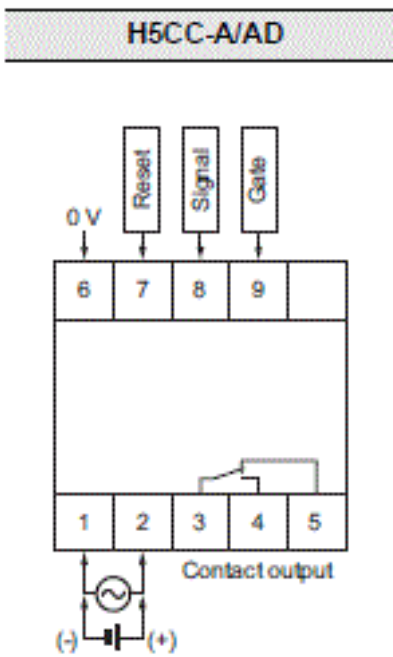 H5CC-A/AD
Reset
Signal
Gate
0 V
6 7 8 9
1 2 3 4 5
Contact output
(-) (+)